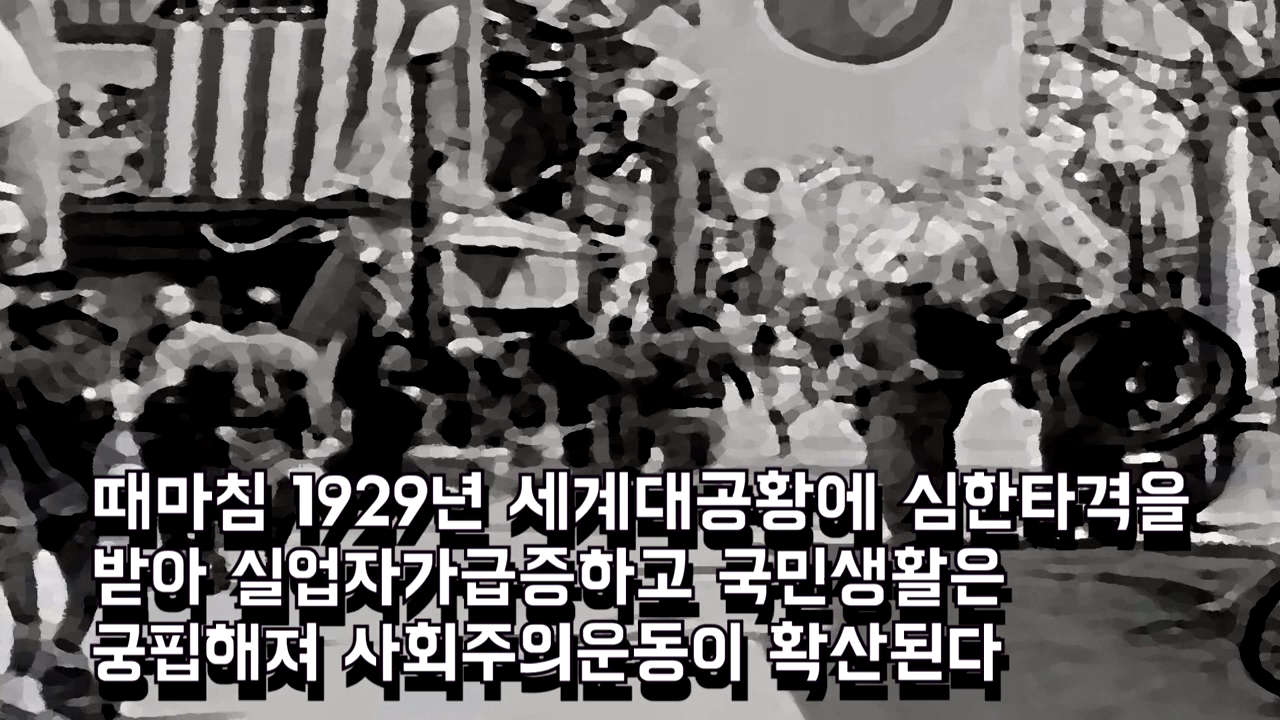 때마침 1929년 세계대공황에 심한타격을
받아 실업자가급증하고 국민생활은
궁핍해져 사회주의운동이 확산된다